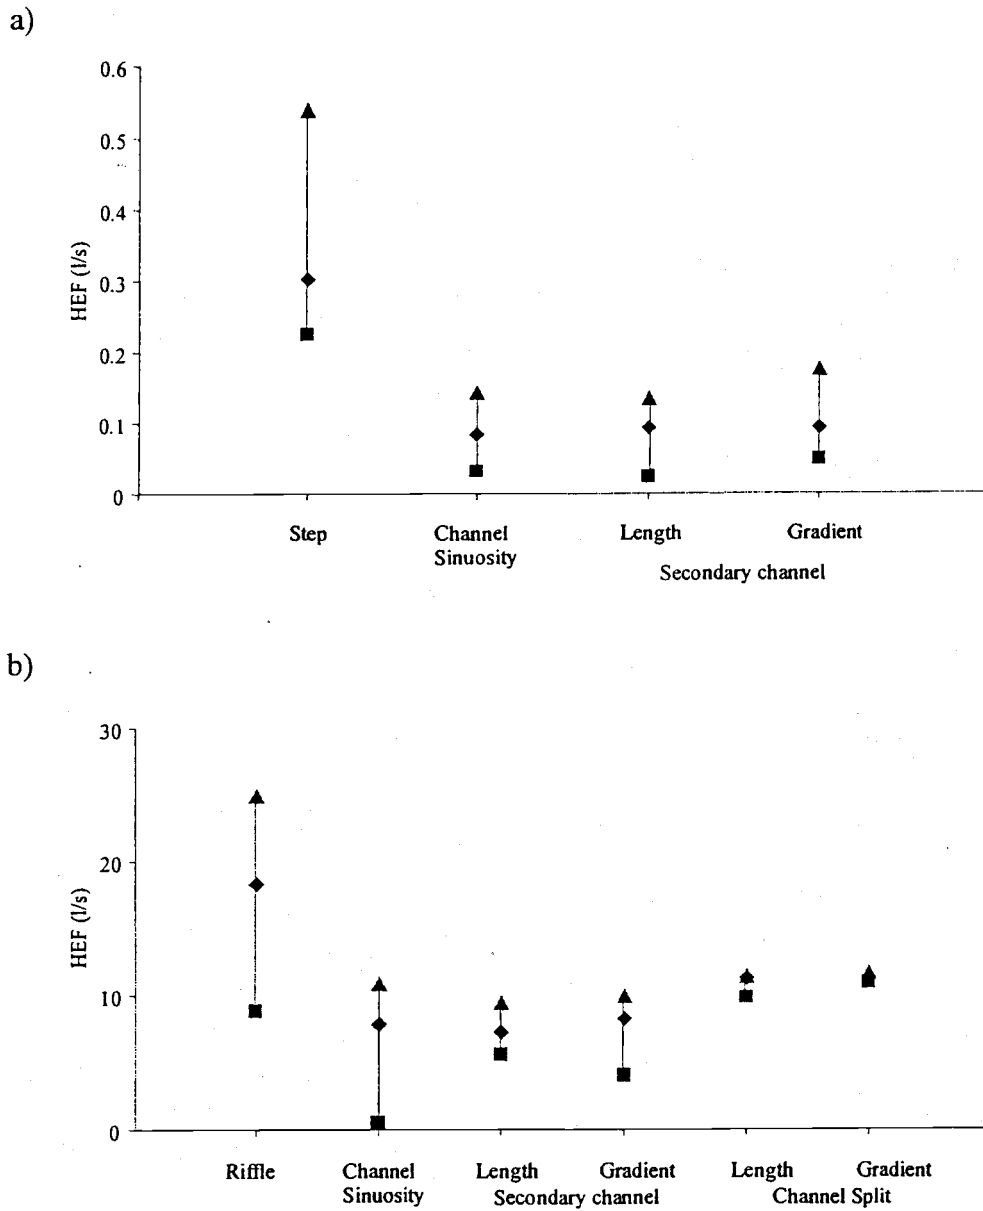 a)
0.6
0.5
0.4
0.3
0.2
0.1
0
HEF (l/s)
Step
Channel
Sinuosity
Length
Gradient
Secondary channel
b)
30
20
10
0
HEF (l/s)
Riffle
Channel
Sinuosity
Length
Gradient
Secondary channel
Length
Gradient
Channel Split